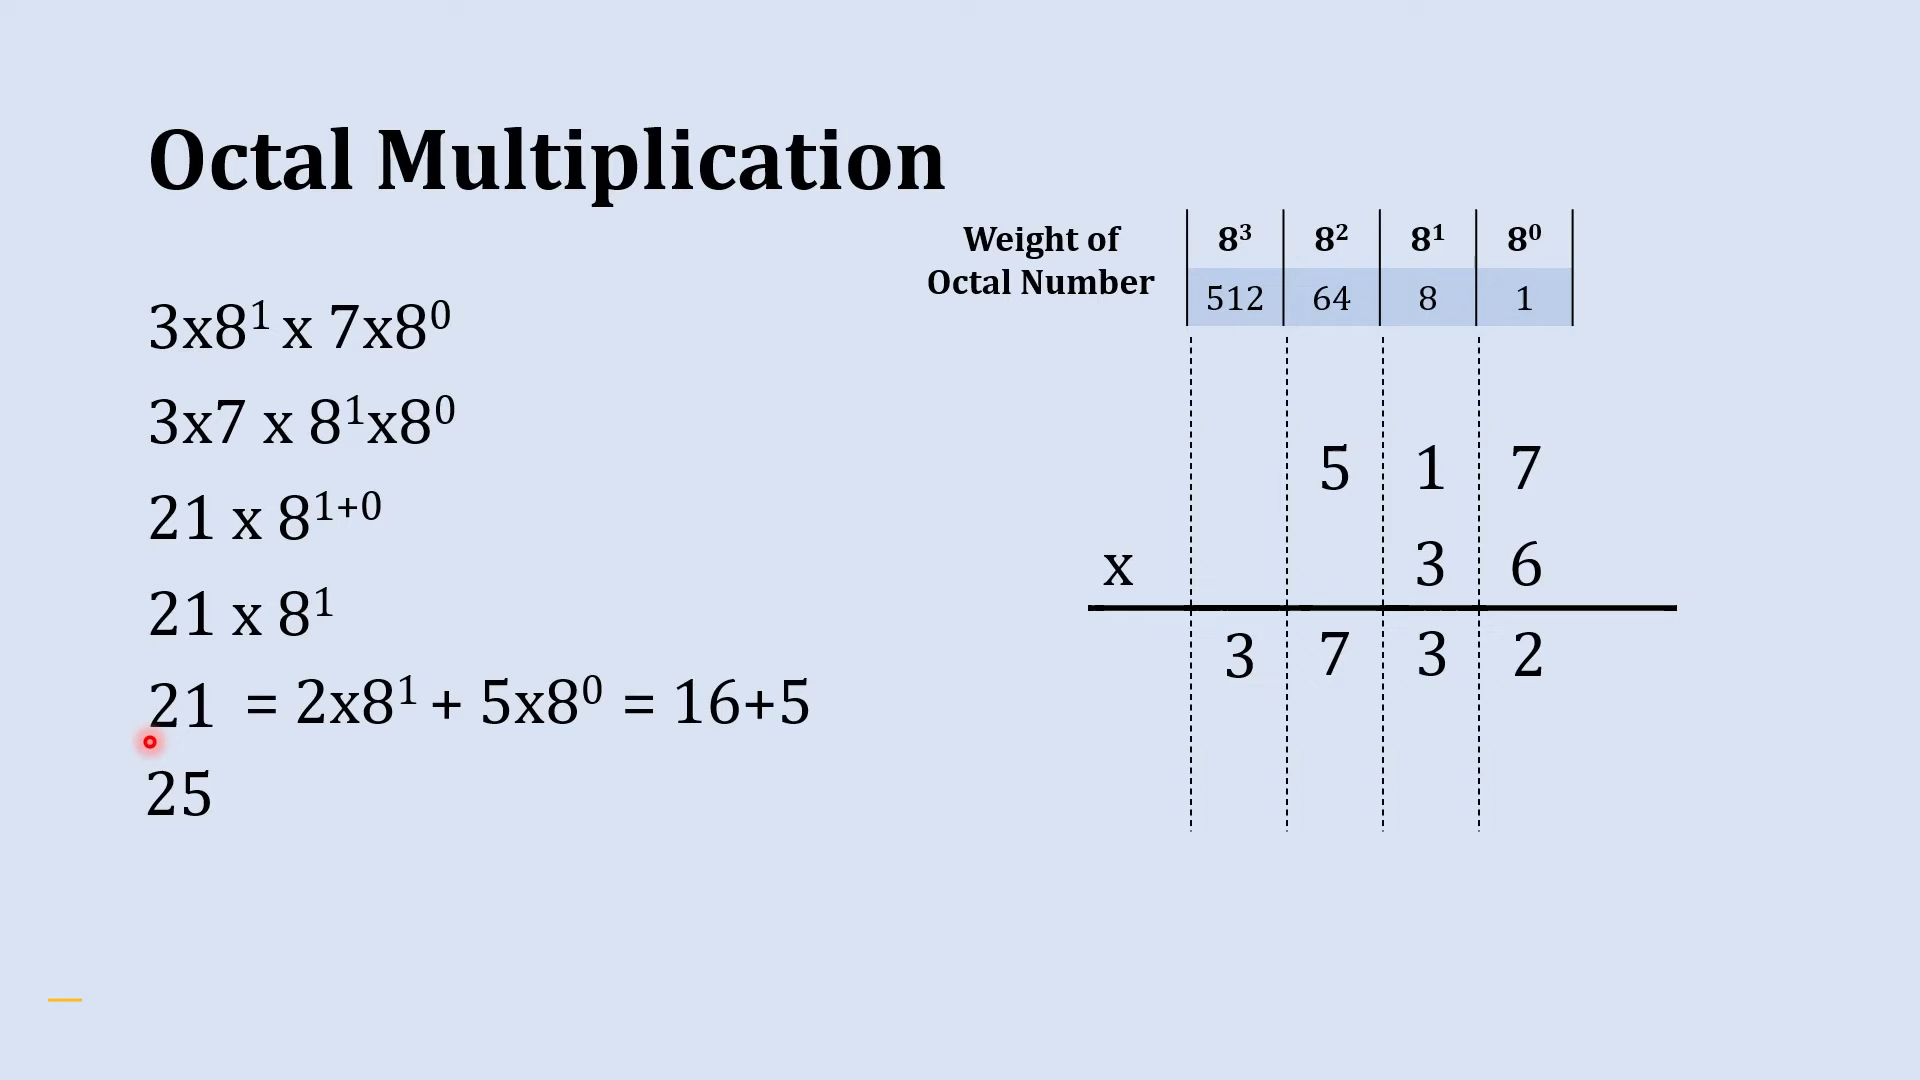 Octal Multiplication
3x8¹ x 7x8⁰
3x7 x 8¹x8⁰
21 x 8¹⁺⁰
21 x 8¹
21 = 2x8¹ + 5x8⁰ = 16+5
25
Weight of
Octal Number
8³ 8² 8¹ 8⁰
512 64 8 1
5 1 7
x 3 6
3 7 3 2